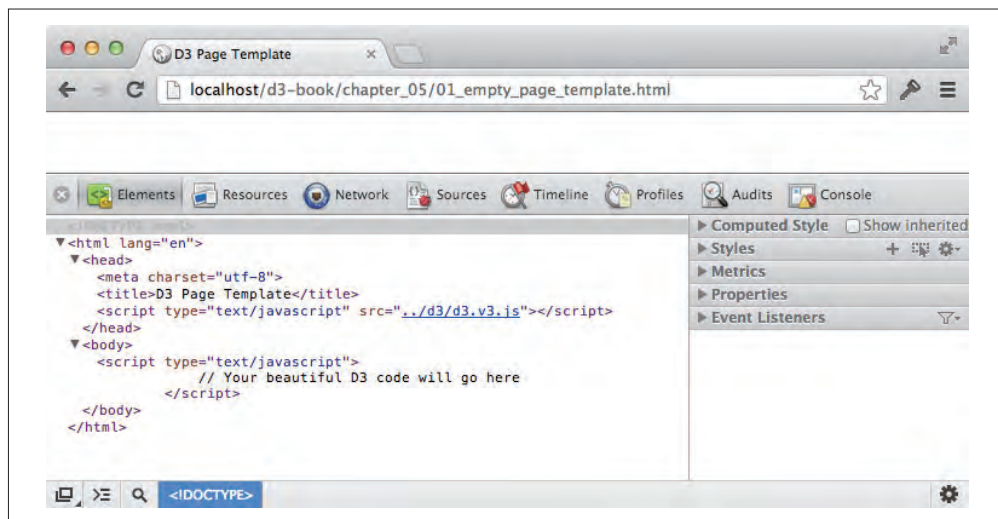 D3 Page Template
localhost/d3-book/chapter_05/01_empty_page_template.html
Elements Resources Network Sources Timeline Profiles Audits Console
<html lang="en">
<head>
<meta charset="utf-8">
<title>D3 Page Template</title>
<script type="text/javascript" src="../d3/d3.v3.js"></script>
</head>
<body>
<script type="text/javascript">
// Your beautiful D3 code will go here
</script>
</body>
</html>
Computed Style Show inherited
Styles
Metrics
Properties
Event Listeners
<!DOCTYPE>